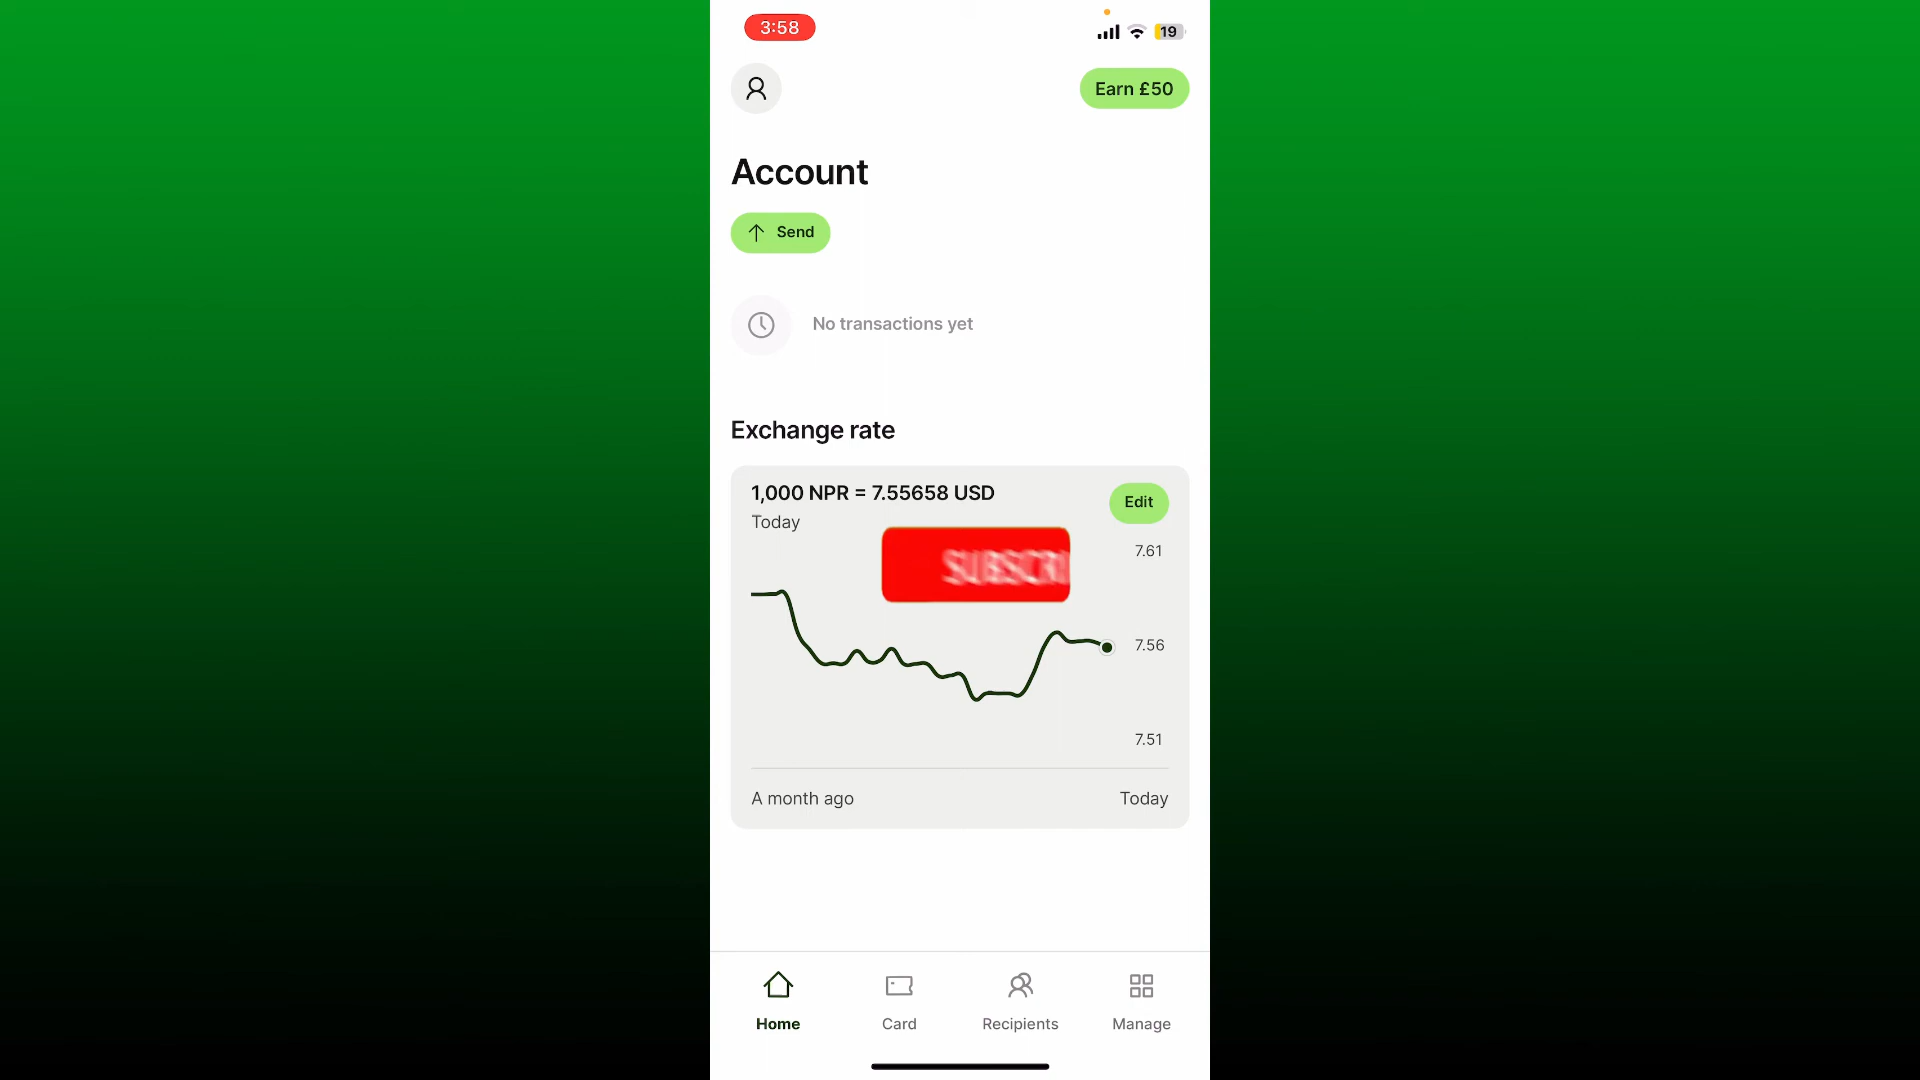 3:58
19
Earn £50
Account
Send
No transactions yet
Exchange rate
1,000 NPR = 7.55658 USD
Edit
Today
7.61
7.56
7.51
A month ago
Today
Home
Card
Recipients
Manage